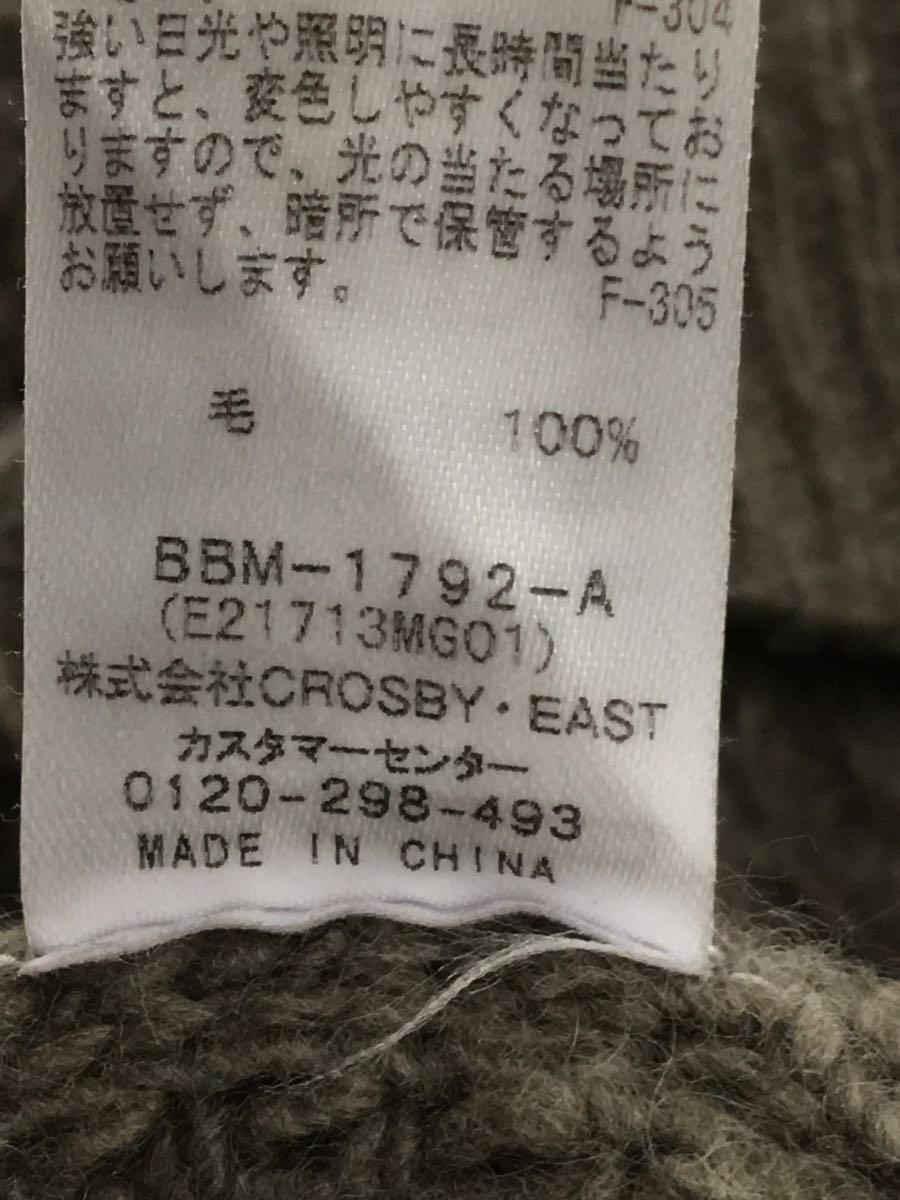 F-304
強い日光や照明に長時間当たり
ますと、変色しやすくなってお
りますので、光の当たる場所に
放置せず、暗所で保管するよう
お願いします。
F-305
毛 100%
BBM-1792-A
(E21713MG01)
株式会社CROSBY・EAST
カスタマーセンター
0120-298-493
MADE IN CHINA